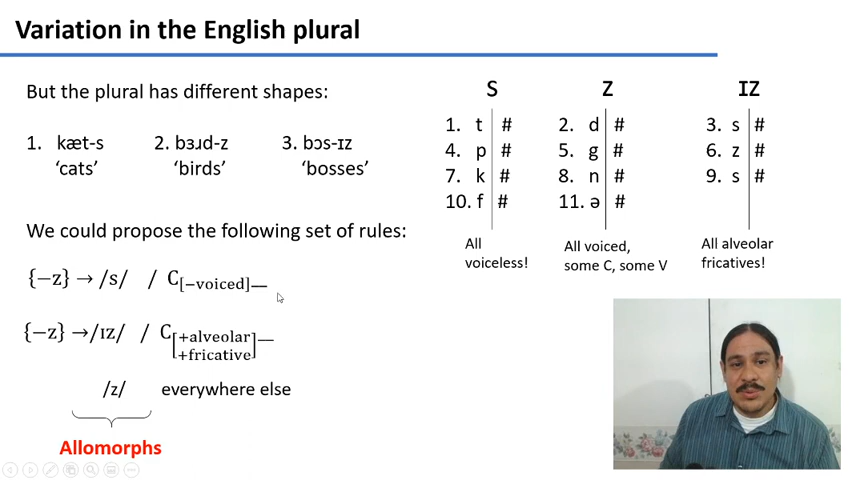 Variation in the English plural
But the plural has different shapes:
1. kæt-s
'cats'
2. bɜɹd-z
'birds'
3. bɔs-ɪz
'bosses'
We could propose the following set of rules:
{−z} → /s/ / C[−voiced]__
{−z} →/ɪz/ / C[+alveolar +fricative]__
/z/ everywhere else
Allomorphs
S
1. t #
4. p #
7. k #
10. f #
All
voiceless!
Z
2. d #
5. g #
8. n #
11. ə #
All voiced,
some C, some V
IZ
3. s #
6. z #
9. s #
All alveolar
fricatives!